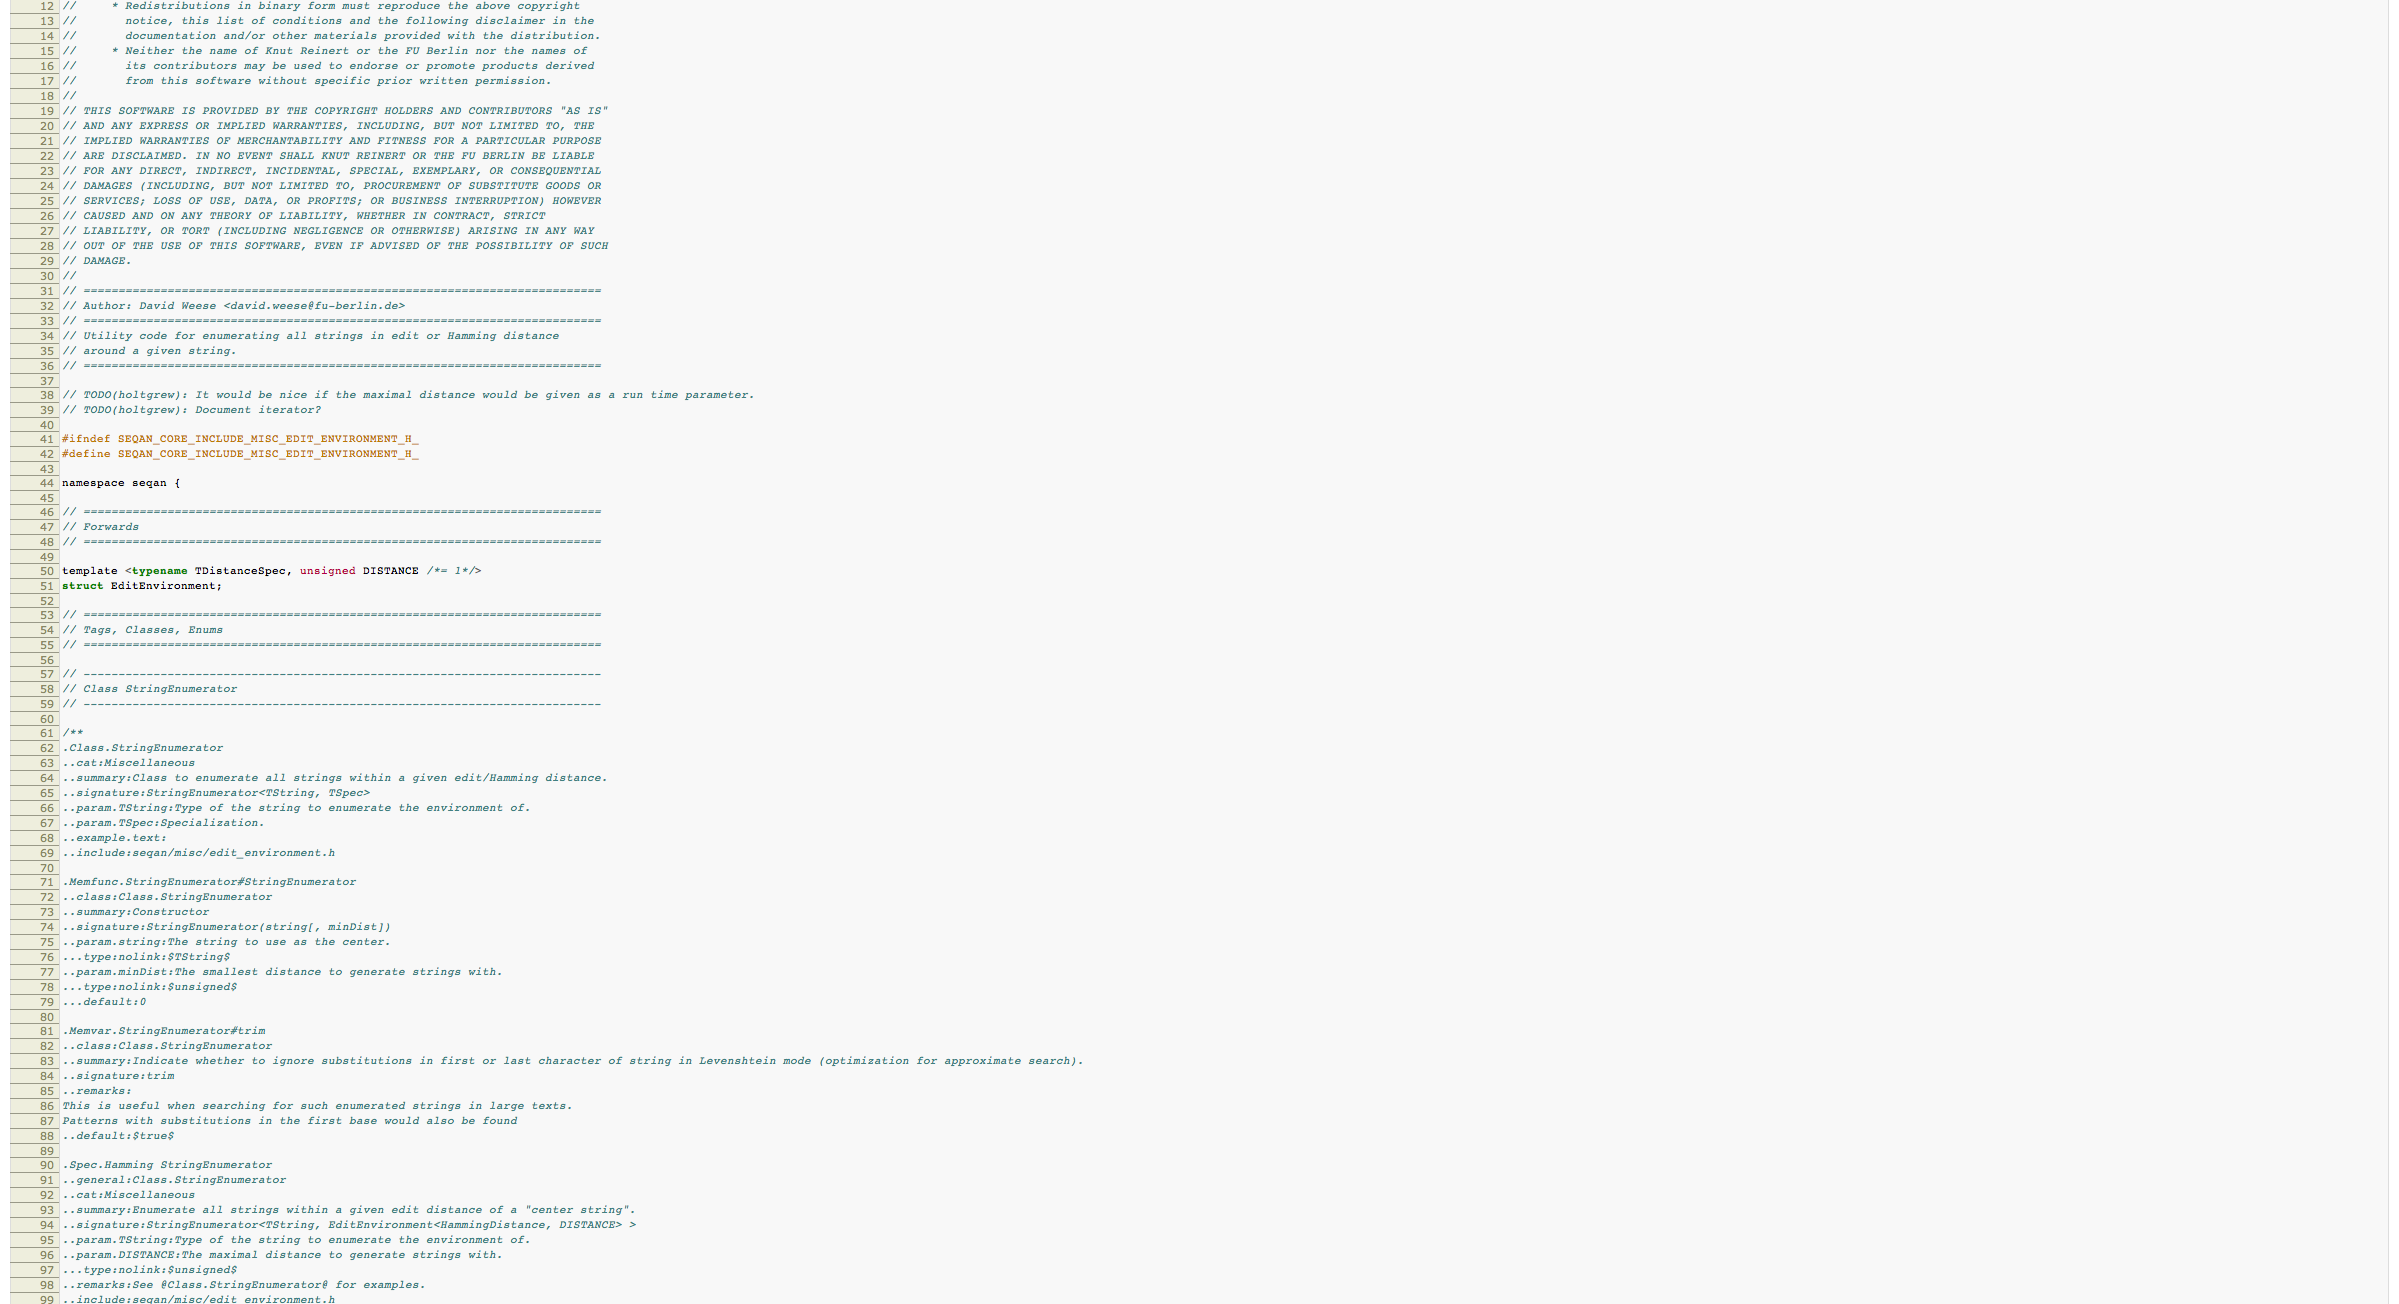 12 //     * Redistributions in binary form must reproduce the above copyright
13 //       notice, this list of conditions and the following disclaimer in the
14 //       documentation and/or other materials provided with the distribution.
15 //     * Neither the name of Knut Reinert or the FU Berlin nor the names of
16 //       its contributors may be used to endorse or promote products derived
17 //       from this software without specific prior written permission.
18 //
19 // THIS SOFTWARE IS PROVIDED BY THE COPYRIGHT HOLDERS AND CONTRIBUTORS "AS IS"
20 // AND ANY EXPRESS OR IMPLIED WARRANTIES, INCLUDING, BUT NOT LIMITED TO, THE
21 // IMPLIED WARRANTIES OF MERCHANTABILITY AND FITNESS FOR A PARTICULAR PURPOSE
22 // ARE DISCLAIMED. IN NO EVENT SHALL KNUT REINERT OR THE FU BERLIN BE LIABLE
23 // FOR ANY DIRECT, INDIRECT, INCIDENTAL, SPECIAL, EXEMPLARY, OR CONSEQUENTIAL
24 // DAMAGES (INCLUDING, BUT NOT LIMITED TO, PROCUREMENT OF SUBSTITUTE GOODS OR
25 // SERVICES; LOSS OF USE, DATA, OR PROFITS; OR BUSINESS INTERRUPTION) HOWEVER
26 // CAUSED AND ON ANY THEORY OF LIABILITY, WHETHER IN CONTRACT, STRICT
27 // LIABILITY, OR TORT (INCLUDING NEGLIGENCE OR OTHERWISE) ARISING IN ANY WAY
28 // OUT OF THE USE OF THIS SOFTWARE, EVEN IF ADVISED OF THE POSSIBILITY OF SUCH
29 // DAMAGE.
30 //
31 // ==========================================================================
32 // Author: David Weese <david.weese@fu-berlin.de>
33 // ==========================================================================
34 // Utility code for enumerating all strings in edit or Hamming distance
35 // around a given string.
36 // ==========================================================================
37
38 // TODO(holtgrew): It would be nice if the maximal distance would be given as a run time parameter.
39 // TODO(holtgrew): Document iterator?
40
41 #ifndef SEQAN_CORE_INCLUDE_MISC_EDIT_ENVIRONMENT_H_
42 #define SEQAN_CORE_INCLUDE_MISC_EDIT_ENVIRONMENT_H_
43
44 namespace seqan {
45
46 // ==========================================================================
47 // Forwards
48 // ==========================================================================
49
50 template <typename TDistanceSpec, unsigned DISTANCE /*= 1*/>
51 struct EditEnvironment;
52
53 // ==========================================================================
54 // Tags, Classes, Enums
55 // ==========================================================================
56
57 // --------------------------------------------------------------------------
58 // Class StringEnumerator
59 // --------------------------------------------------------------------------
60
61 /**
62 .Class.StringEnumerator
63 ..cat:Miscellaneous
64 ..summary:Class to enumerate all strings within a given edit/Hamming distance.
65 ..signature:StringEnumerator<TString, TSpec>
66 ..param.TString:Type of the string to enumerate the environment of.
67 ..param.TSpec:Specialization.
68 ..example.text:
69 ..include:seqan/misc/edit_environment.h
70
71 .Memfunc.StringEnumerator#StringEnumerator
72 ..class:Class.StringEnumerator
73 ..summary:Constructor
74 ..signature:StringEnumerator(string[, minDist])
75 ..param.string:The string to use as the center.
76 ...type:nolink:$TString$
77 ..param.minDist:The smallest distance to generate strings with.
78 ...type:nolink:$unsigned$
79 ...default:0
80
81 .Memvar.StringEnumerator#trim
82 ..class:Class.StringEnumerator
83 ..summary:Indicate whether to ignore substitutions in first or last character of string in Levenshtein mode (optimization for approximate search).
84 ..signature:trim
85 ..remarks:
86 This is useful when searching for such enumerated strings in large texts.
87 Patterns with substitutions in the first base would also be found
88 ..default:$true$
89
90 .Spec.Hamming StringEnumerator
91 ..general:Class.StringEnumerator
92 ..cat:Miscellaneous
93 ..summary:Enumerate all strings within a given edit distance of a "center string".
94 ..signature:StringEnumerator<TString, EditEnvironment<HammingDistance, DISTANCE> >
95 ..param.TString:Type of the string to enumerate the environment of.
96 ..param.DISTANCE:The maximal distance to generate strings with.
97 ...type:nolink:$unsigned$
98 ..remarks:See @Class.StringEnumerator@ for examples.
99 ..include:seqan/misc/edit_environment.h